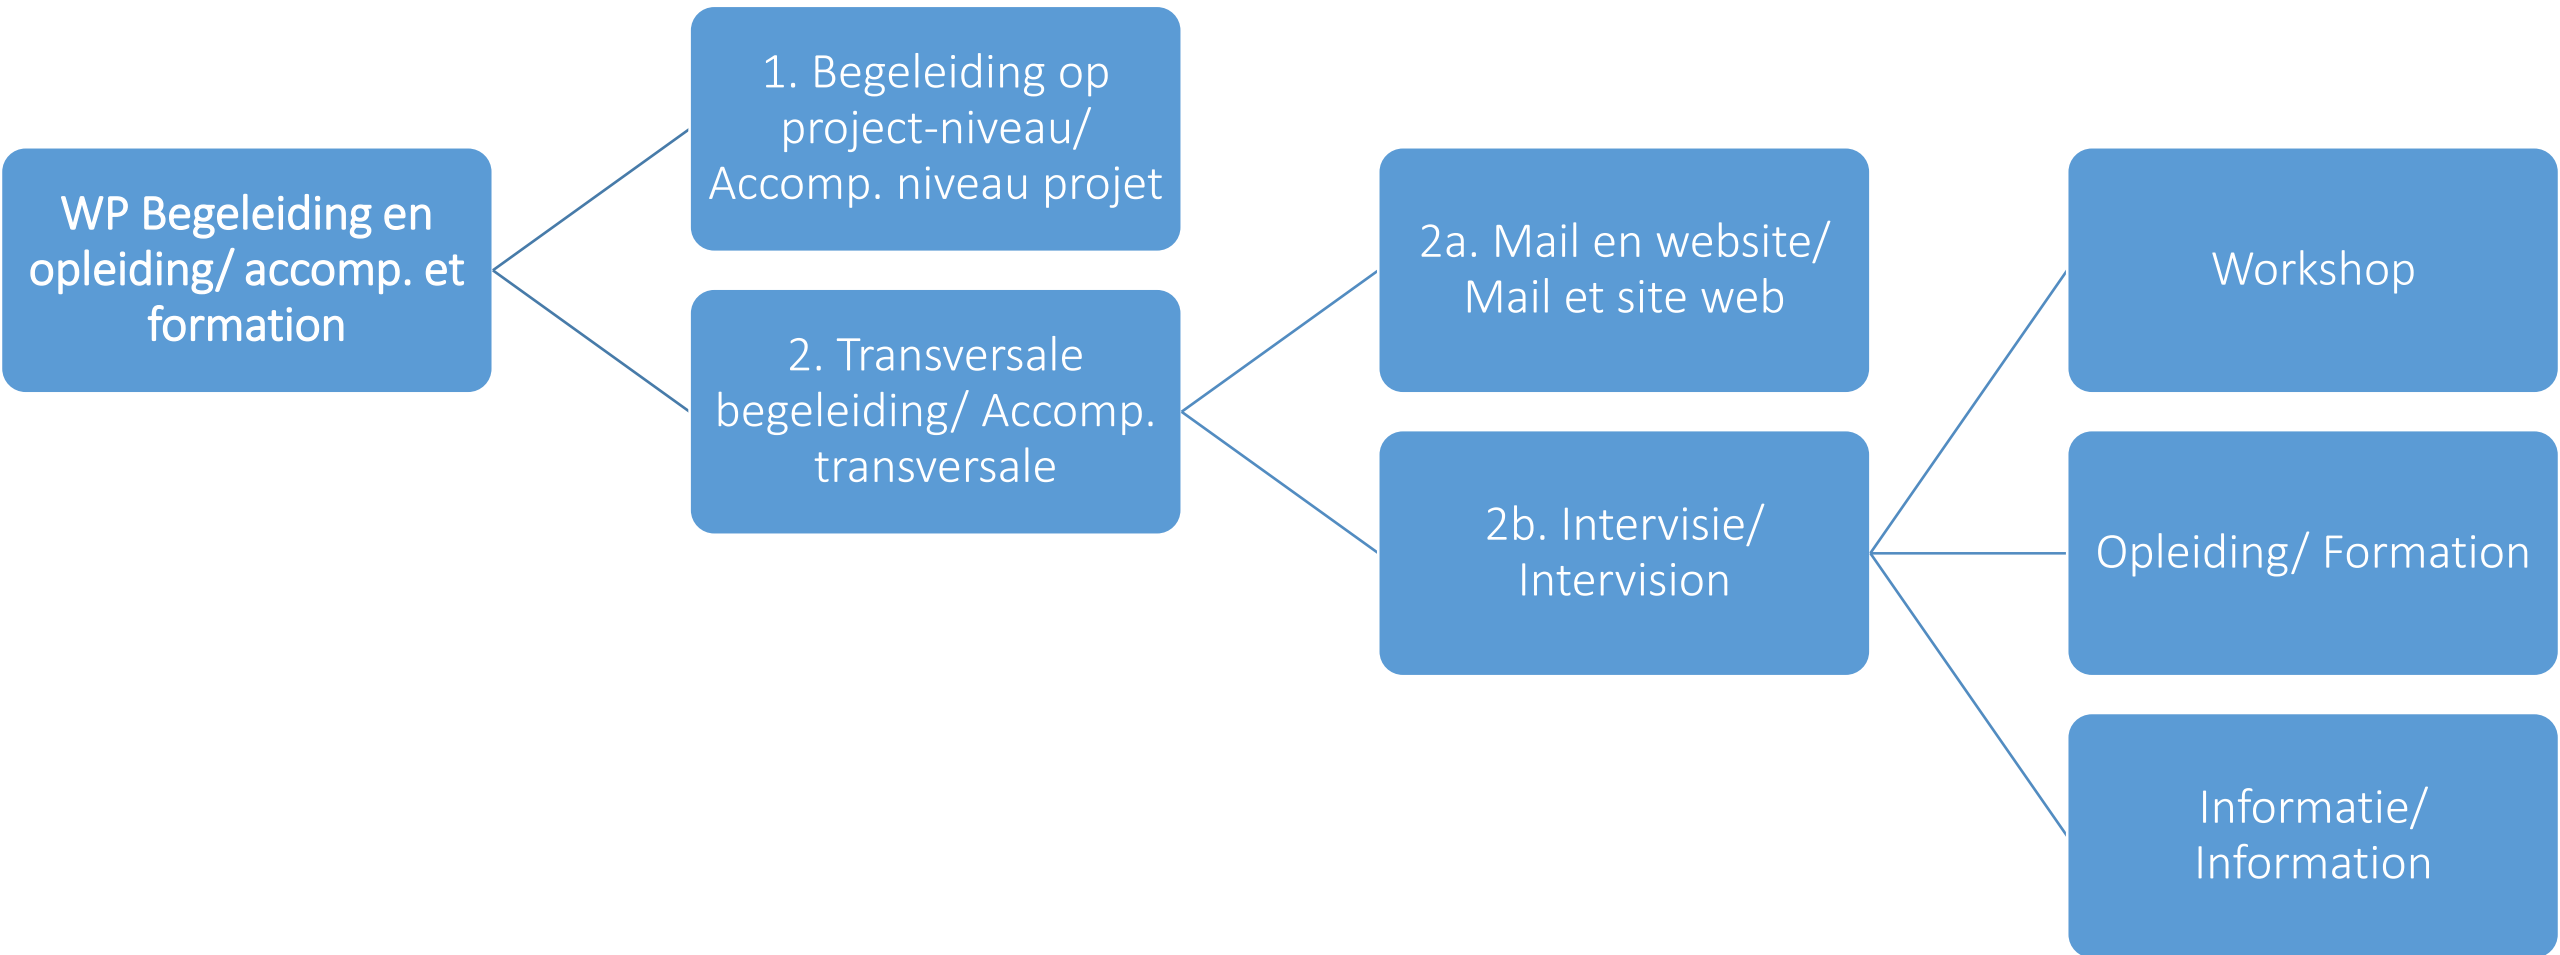 WP Begeleiding en
opleiding/ accomp. et
formation
1. Begeleiding op
project-niveau/
Accomp. niveau projet
2. Transversale
begeleiding/ Accomp.
transversale
2a. Mail en website/
Mail et site web
2b. Intervisie/
Intervision
Workshop
Opleiding/ Formation
Informatie/
Information